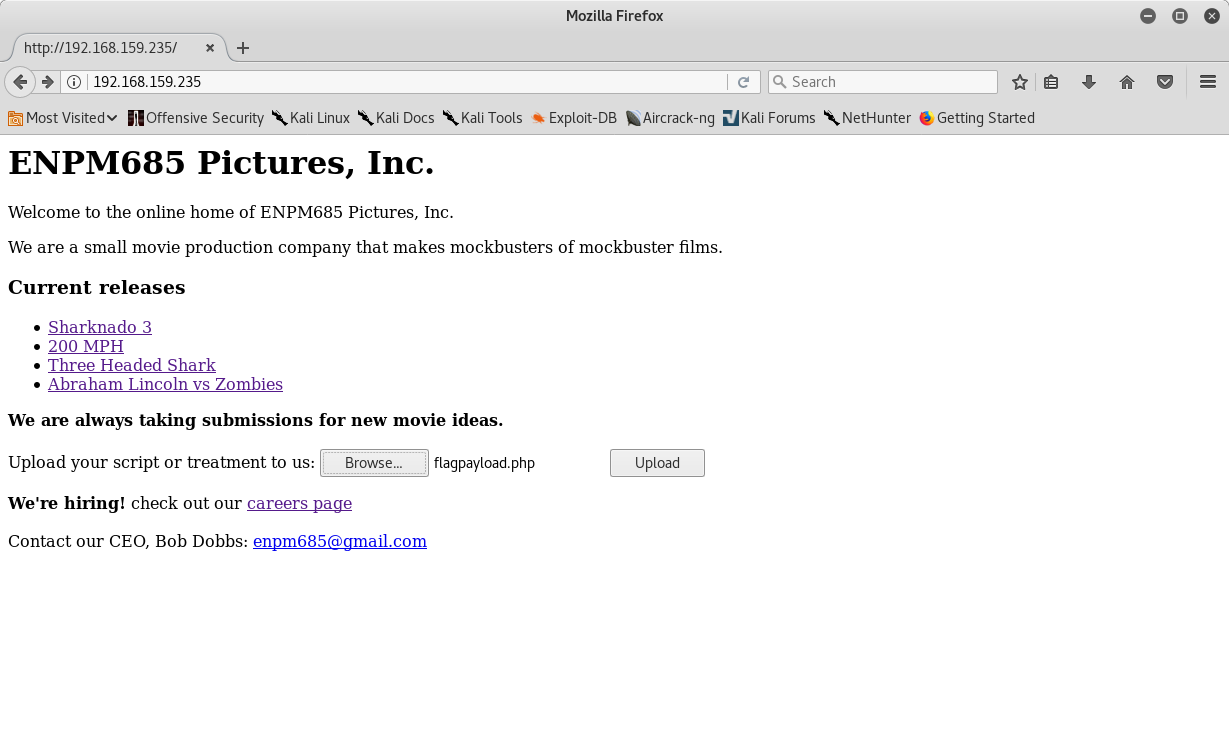 Mozilla Firefox
http://192.168.159.235/
192.168.159.235 Search
Most Visited Offensive Security Kali Linux Kali Docs Kali Tools Exploit-DB Aircrack-ng Kali Forums NetHunter Getting Started
ENPM685 Pictures, Inc.
Welcome to the online home of ENPM685 Pictures, Inc.
We are a small movie production company that makes mockbusters of mockbuster films.
Current releases
Sharknado 3
200 MPH
Three Headed Shark
Abraham Lincoln vs Zombies
We are always taking submissions for new movie ideas.
Upload your script or treatment to us: Browse... flagpayload.php Upload
We're hiring! check out our careers page
Contact our CEO, Bob Dobbs: enpm685@gmail.com